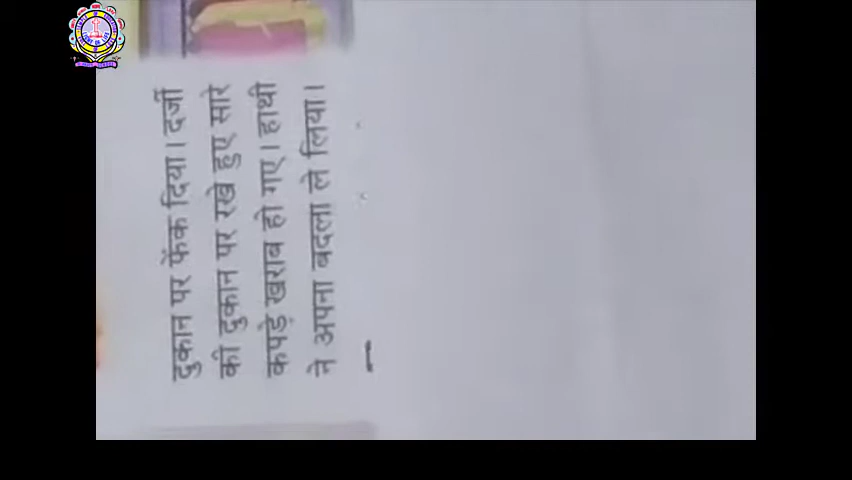 दुकान पर फेंक दिया। दर्जी
की दुकान पर रखे हुए सारे
कपड़े खराब हो गए। हाथी
ने अपना बदला ले लिया।